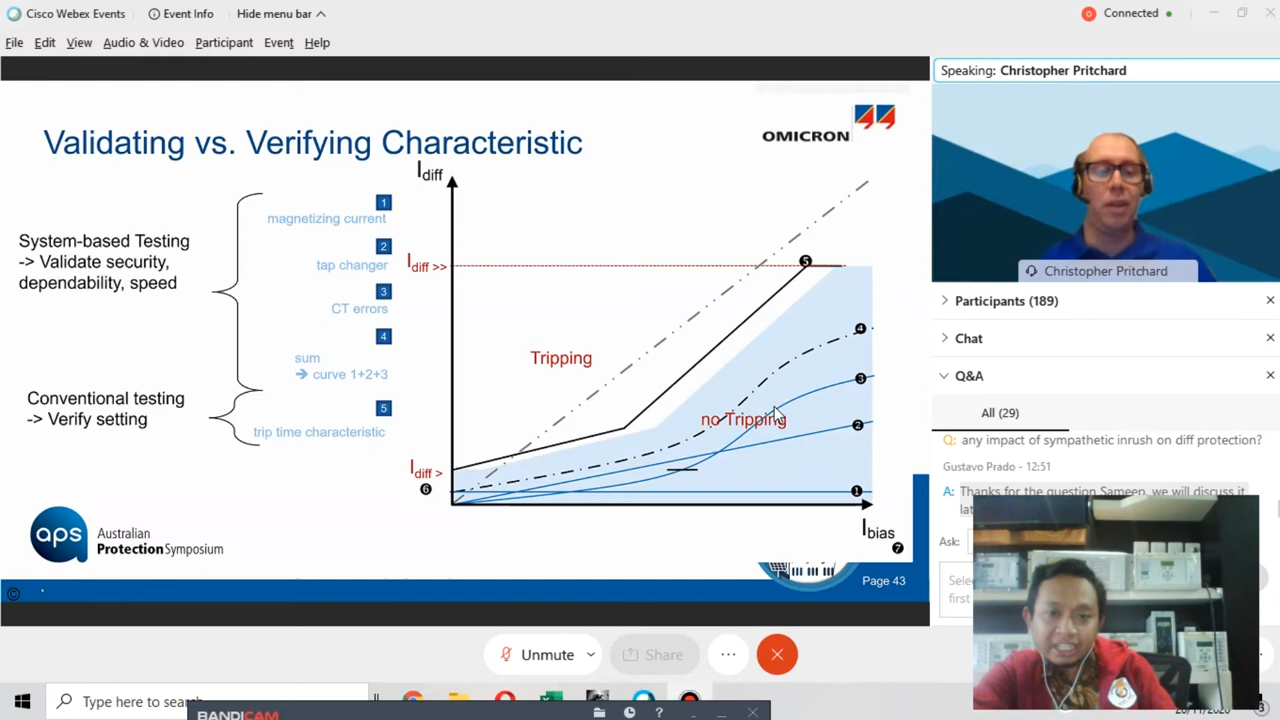 Cisco Webex Events
Event Info
Hide menu bar
Connected
File Edit View Audio & Video Participant Event Help
Speaking: Christopher Pritchard
Validating vs. Verifying Characteristic
OMICRON
System-based Testing
-> Validate security,
dependability, speed
Conventional testing
-> Verify setting
1
magnetizing current
2
tap changer
3
CT errors
4
sum
➔ curve 1+2+3
5
trip time characteristic
Idiff
Idiff >>
Idiff >
Tripping
no Tripping
5
4
3
2
1
6
Ibias
7
aps
Australian
Protection Symposium
©
Page 43
Christopher Pritchard
Participants (189)
Chat
Q&A
All (29)
Q: any impact of sympathetic inrush on diff protection?
Gustavo Prado - 12:51
A: Thanks for the question Sameep, we will discuss it
Ask:
Unmute
Share
Type here to search
BANDICAM